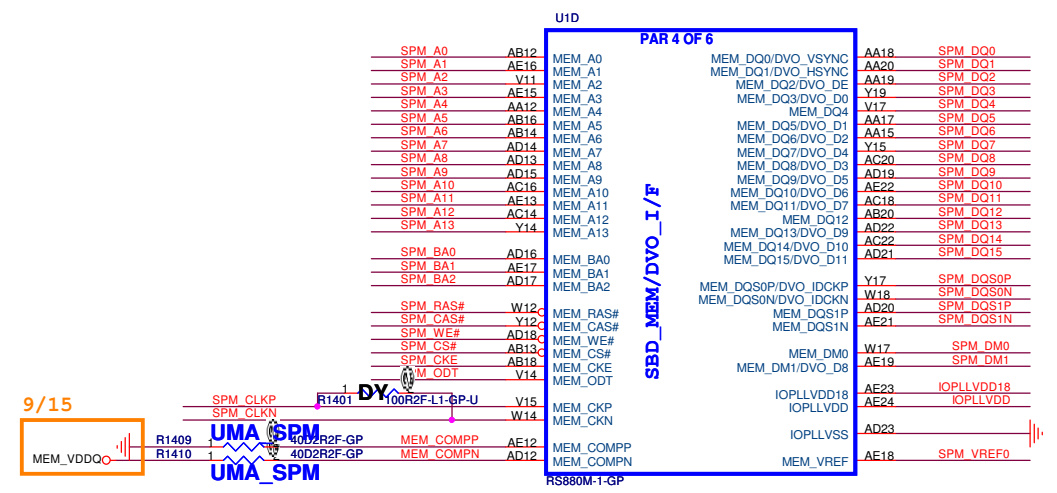 U1D
PAR 4 OF 6
SPM_A0 AB12 MEM_A0 MEM_DQ0/DVO_VSYNC AA18 SPM_DQ0
SPM_A1 AE16 MEM_A1 MEM_DQ1/DVO_HSYNC AA20 SPM_DQ1
SPM_A2 V11 MEM_A2 MEM_DQ2/DVO_DE AA19 SPM_DQ2
SPM_A3 AE15 MEM_A3 MEM_DQ3/DVO_D0 Y19 SPM_DQ3
SPM_A4 AA12 MEM_A4 MEM_DQ4 V17 SPM_DQ4
SPM_A5 AB16 MEM_A5 MEM_DQ5/DVO_D1 AA17 SPM_DQ5
SPM_A6 AB14 MEM_A6 MEM_DQ6/DVO_D2 AA15 SPM_DQ6
SPM_A7 AD14 MEM_A7 MEM_DQ7/DVO_D4 Y15 SPM_DQ7
SPM_A8 AD13 MEM_A8 MEM_DQ8/DVO_D3 AC20 SPM_DQ8
SPM_A9 AD15 MEM_A9 MEM_DQ9/DVO_D5 AD19 SPM_DQ9
SPM_A10 AC16 MEM_A10 MEM_DQ10/DVO_D6 AE22 SPM_DQ10
SPM_A11 AE13 MEM_A11 MEM_DQ11/DVO_D7 AC18 SPM_DQ11
SPM_A12 AC14 MEM_A12 MEM_DQ12 AB20 SPM_DQ12
SPM_A13 Y14 MEM_A13 MEM_DQ13/DVO_D9 AD22 SPM_DQ13
MEM_DQ14/DVO_D10 AC22 SPM_DQ14
SPM_BA0 AD16 MEM_BA0 MEM_DQ15/DVO_D11 AD21 SPM_DQ15
SPM_BA1 AE17 MEM_BA1
SPM_BA2 AD17 MEM_BA2 MEM_DQS0P/DVO_IDCKP Y17 SPM_DQS0P
MEM_DQS0N/DVO_IDCKN W18 SPM_DQS0N
SPM_RAS# W12 MEM_RAS# MEM_DQS1P AD20 SPM_DQS1P
SPM_CAS# Y12 MEM_CAS# MEM_DQS1N AE21 SPM_DQS1N
SPM_WE# AD18 MEM_WE#
SPM_CS# AB13 MEM_CS# MEM_DM0 W17 SPM_DM0
SPM_CKE AB18 MEM_CKE MEM_DM1/DVO_D8 AE19 SPM_DM1
M_ODT V14 MEM_ODT
SBD_MEM/DVO_I/F
1 DY
R1401 100R2F-L1-GP-U
IOPLLVDD18 AE23 IOPLLVDD18
SPM_CLKP V15 MEM_CKP IOPLLVDD AE24 IOPLLVDD
SPM_CLKN W14 MEM_CKN
9/15
UMA_SPM
IOPLLVSS AD23
R1409 1 40D2R2F-GP MEM_COMPP AE12 MEM_COMPP
MEM_VDDQ R1410 1 40D2R2F-GP MEM_COMPN AD12 MEM_COMPN MEM_VREF AE18 SPM_VREF0
UMA_SPM
RS880M-1-GP